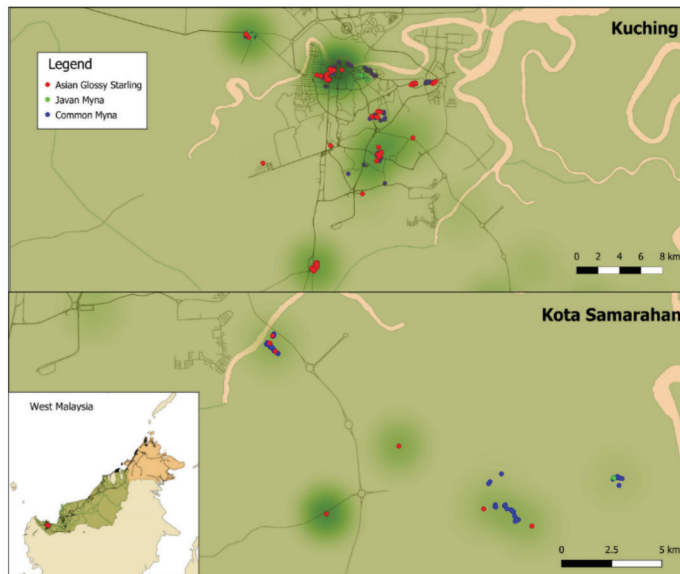 Kuching
Legend
Asian Glossy Starling
Javan Myna
Common Myna
0 2 4 6 8 km
Kota Samarahan
West Malaysia
0 2.5 5 km